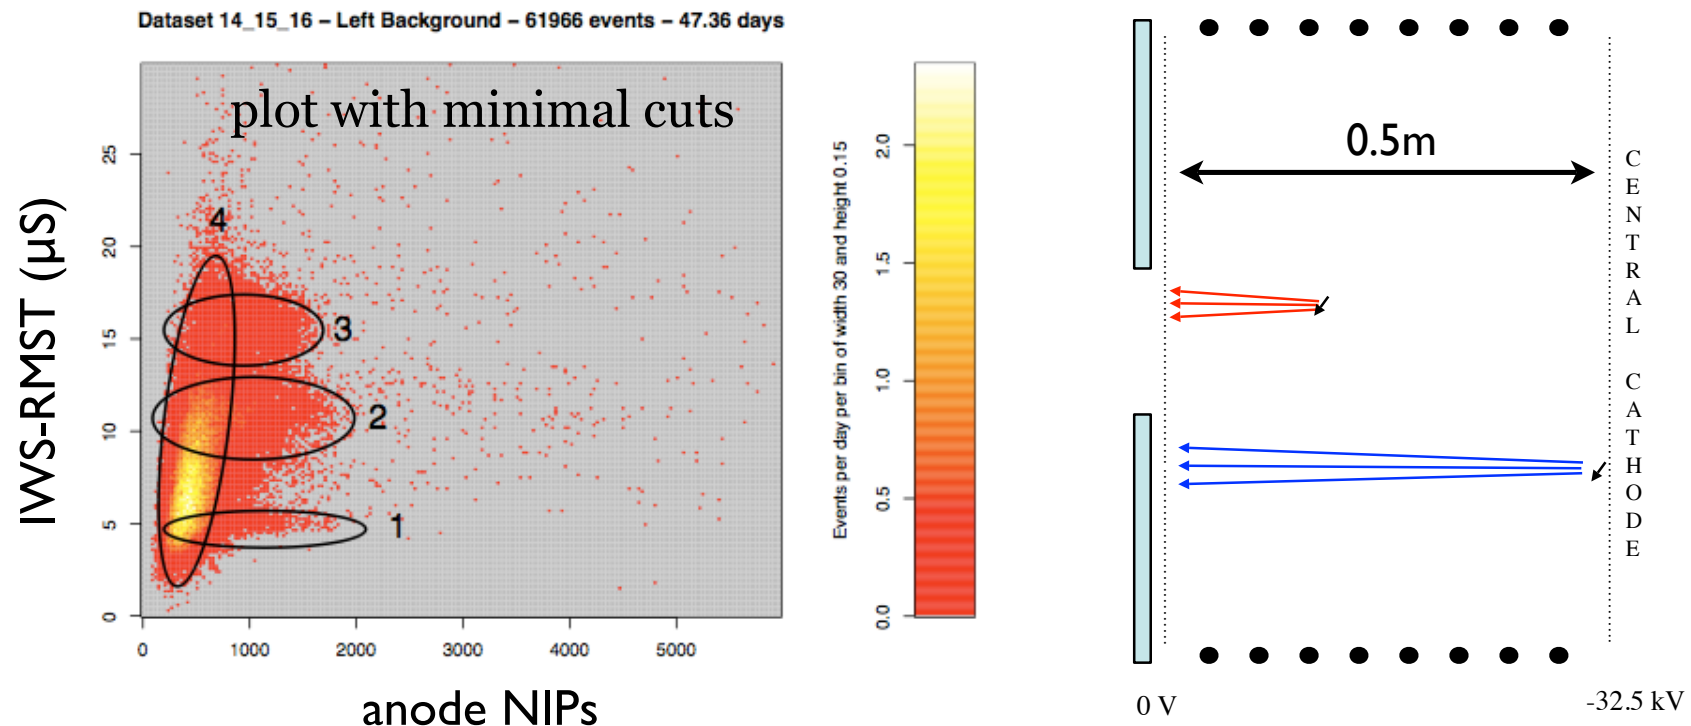 Dataset 14_15_16 – Left Background – 61966 events – 47.36 days
plot with minimal cuts
IWS-RMST (µS)
25
20
15
10
5
0
4
3
2
1
0 1000 2000 3000 4000 5000
anode NIPs
Events per day per bin of width 30 and height 0.15
2.0
1.5
1.0
0.5
0.0
0.5m
CENTRAL CATHODE
0 V
-32.5 kV